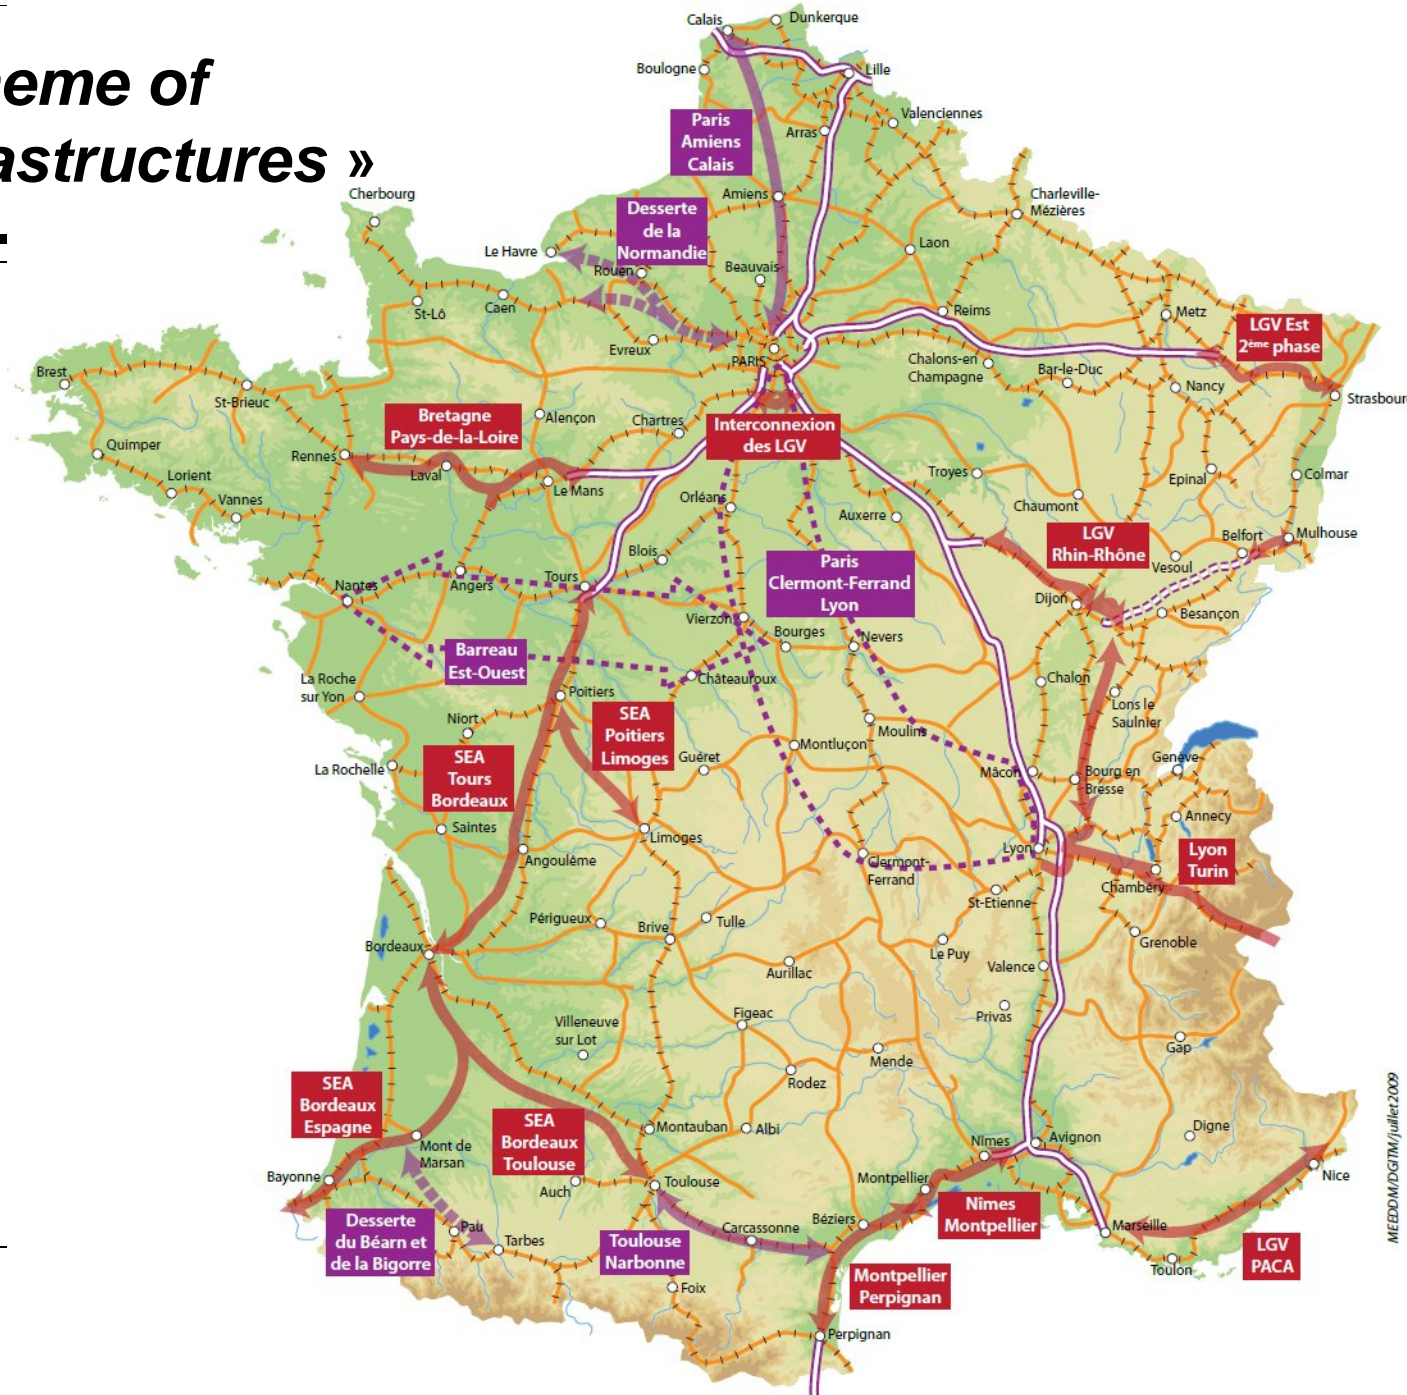 eme of
astructures »
Calais
Dunkerque
Boulogne
Lille
Valenciennes
Paris
Amiens
Calais
Arras
Cherbourg
Amiens
Charleville-
Mézières
Desserte
de la
Normandie
Le Havre
Laon
Rouen
Beauvais
St-Lô
Caen
Reims
Metz
LGV Est
2ème phase
Evreux
PARIS
Chalons-en
Champagne
Bar-le-Duc
Nancy
Brest
St-Brieuc
Strasbour
Bretagne
Pays-de-la-Loire
Alençon
Chartres
Interconnexion
des LGV
Quimper
Rennes
Laval
Le Mans
Troyes
Epinal
Colmar
Lorient
Vannes
Orléans
Auxerre
Chaumont
LGV
Rhin-Rhône
Belfort
Mulhouse
Blois
Paris
Clermont-Ferrand
Lyon
Vesoul
Nantes
Angers
Tours
Dijon
Besançon
Vierzon
Bourges
Nevers
Barreau
Est-Ouest
Châteauroux
Chalon
La Roche
sur Yon
Poitiers
Lons le
Saulnier
Niort
SEA
Poitiers
Limoges
Moulins
Montluçon
Guéret
SEA
Tours
Bordeaux
La Rochelle
Genève
Mâcon
Bourg en
Bresse
Annecy
Saintes
Limoges
Angoulême
Lyon
Lyon
Turin
Clermont-
Ferrand
Chambéry
St-Etienne
Périgueux
Tulle
Brive
Grenoble
Bordeaux
Le Puy
Aurillac
Valence
Figeac
Privas
Villeneuve
sur Lot
Gap
Mende
Rodez
SEA
Bordeaux
Espagne
SEA
Bordeaux
Toulouse
Montauban
Albi
Digne
Avignon
Nîmes
Mont de
Marsan
Bayonne
Auch
Toulouse
Montpellier
Nice
Nîmes
Montpellier
Desserte
du Béarn et
de la Bigorre
Pau
Tarbes
Toulouse
Narbonne
Carcassonne
Béziers
Marseille
LGV
PACA
Toulon
Foix
Montpellier
Perpignan
Perpignan
MEEDDM/DGITM/juillet 2009